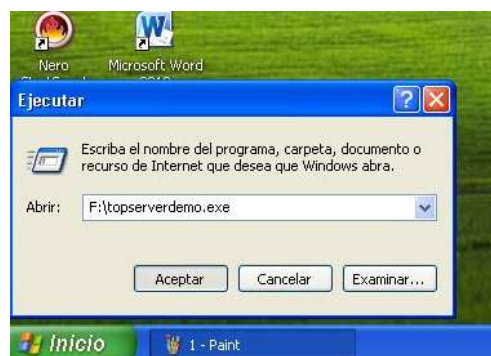 Nero
Microsoft Word
Ejecutar
Escriba el nombre del programa, carpeta, documento o
recurso de Internet que desea que Windows abra.
Abrir: F:\topserverdemo.exe
Aceptar Cancelar Examinar...
Inicio 1 - Paint